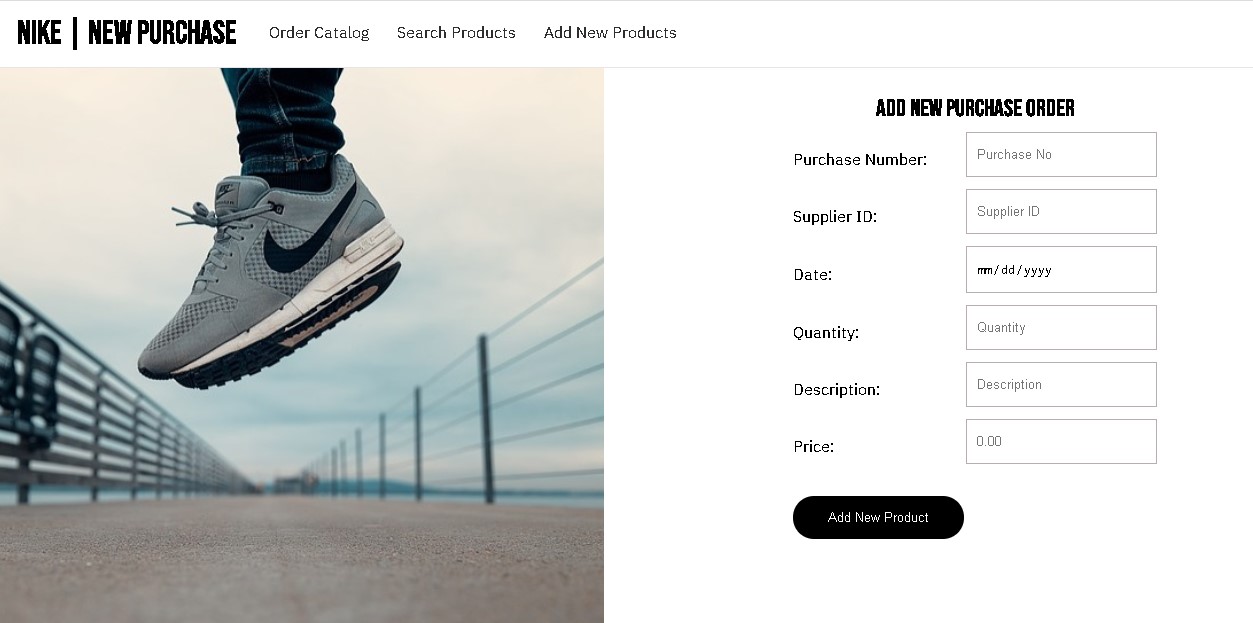 NIKE | NEW PURCHASE Order Catalog Search Products Add New Products
ADD NEW PURCHASE ORDER
Purchase Number: Purchase No
Supplier ID: Supplier ID
Date: mm/dd/yyyy
Quantity: Quantity
Description: Description
Price: 0.00
Add New Product